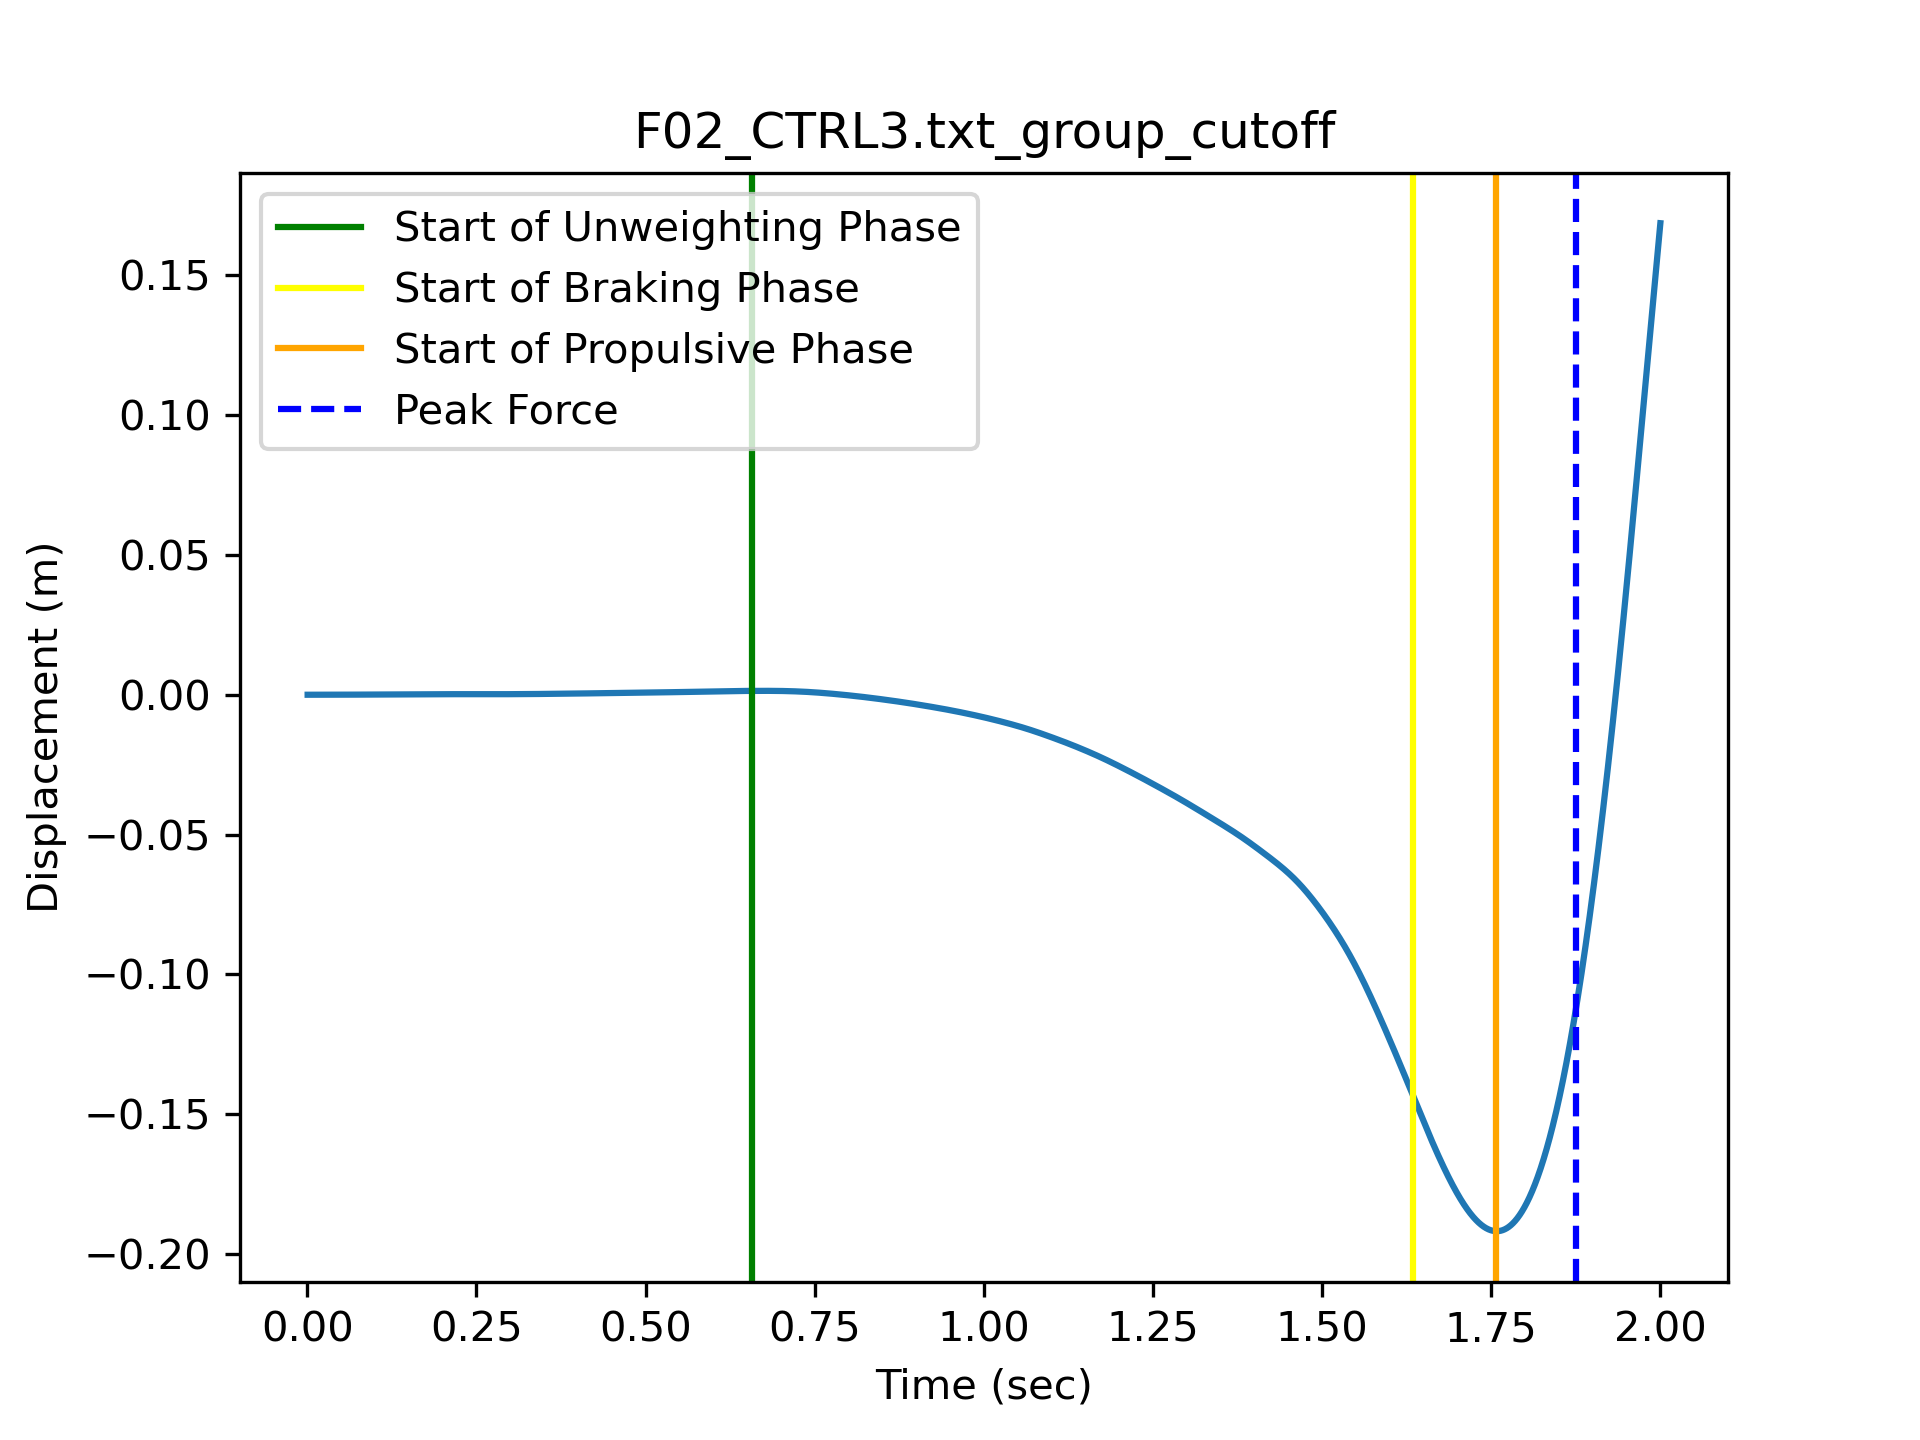 F02_CTRL3.txt_group_cutoff
Start of Unweighting Phase
Start of Braking Phase
Start of Propulsive Phase
Peak Force
0.15
0.10
0.05
0.00
−0.05
−0.10
−0.15
−0.20
Displacement (m)
0.00 0.25 0.50 0.75 1.00 1.25 1.50 1.75 2.00
Time (sec)